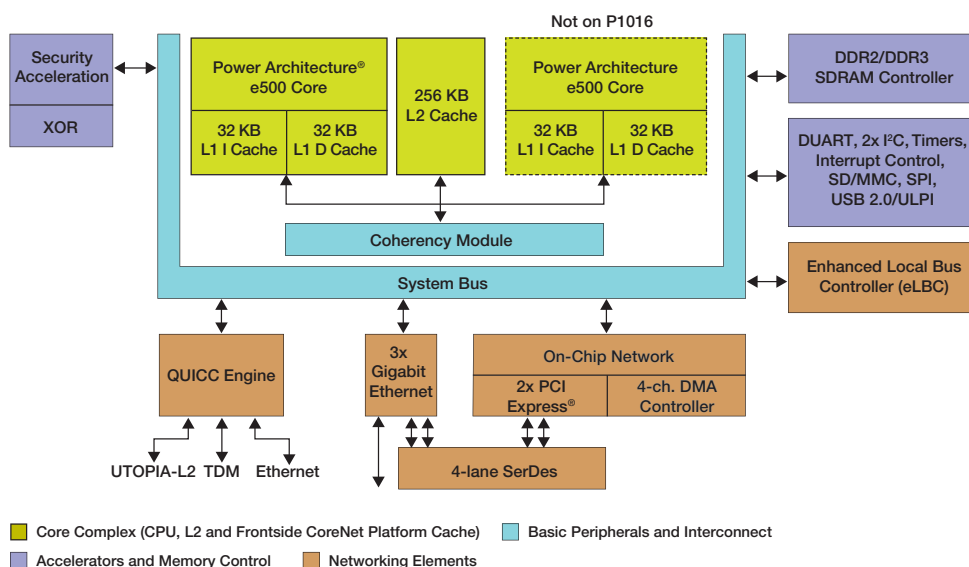 Not on P1016
Security
Acceleration
XOR
Power Architecture®
e500 Core
32 KB
L1 I Cache
32 KB
L1 D Cache
256 KB
L2 Cache
Power Architecture
e500 Core
32 KB
L1 I Cache
32 KB
L1 D Cache
DDR2/DDR3
SDRAM Controller
DUART, 2x I²C, Timers,
Interrupt Control,
SD/MMC, SPI,
USB 2.0/ULPI
Coherency Module
System Bus
Enhanced Local Bus
Controller (eLBC)
QUICC Engine
3x
Gigabit
Ethernet
On-Chip Network
2x PCI
Express®
4-ch. DMA
Controller
UTOPIA-L2
TDM
Ethernet
4-lane SerDes
Core Complex (CPU, L2 and Frontside CoreNet Platform Cache)
Basic Peripherals and Interconnect
Accelerators and Memory Control
Networking Elements